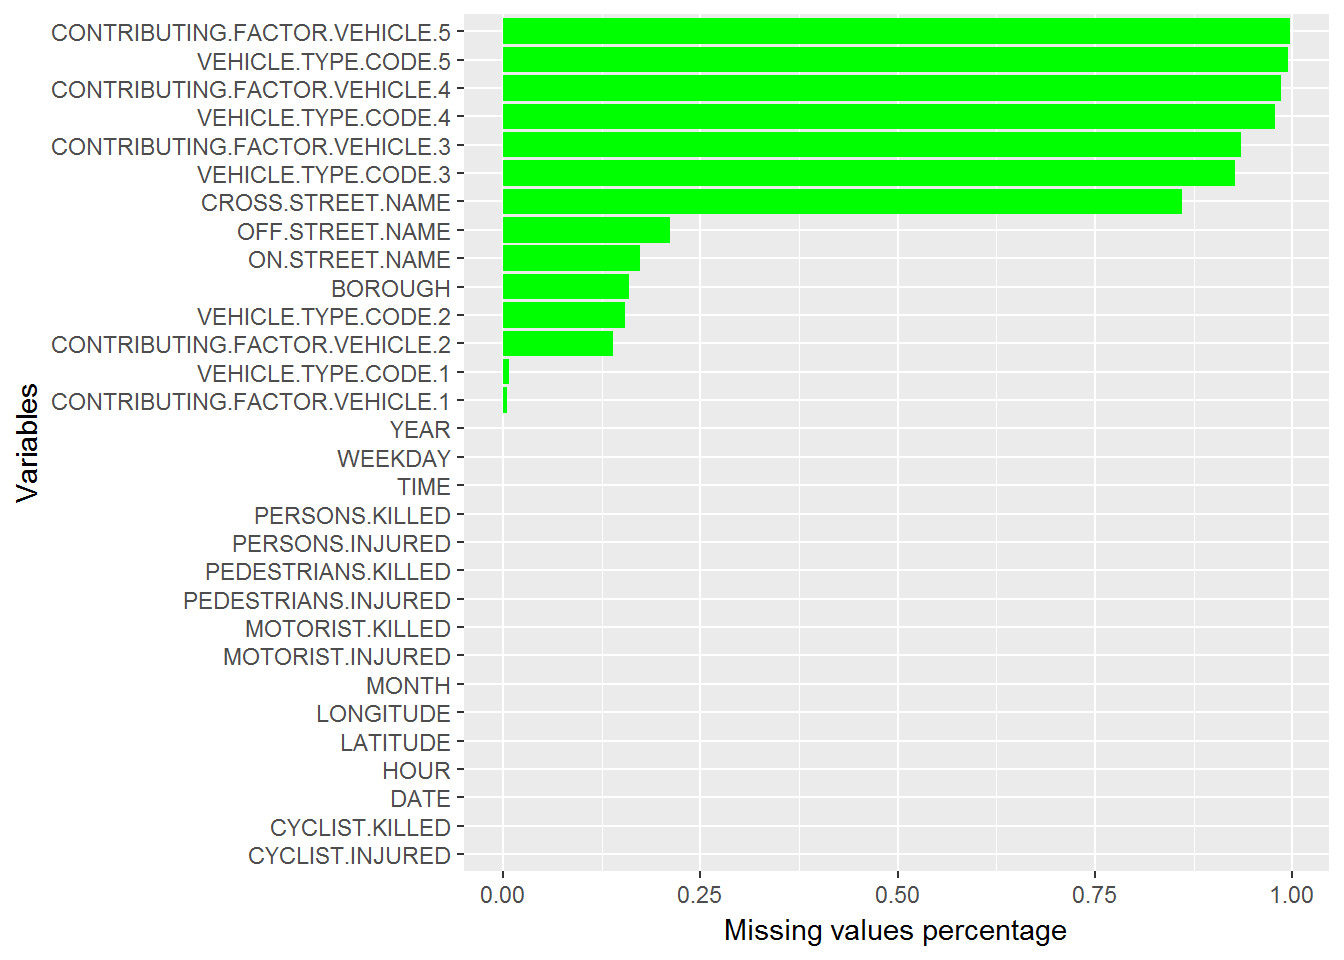 CONTRIBUTING.FACTOR.VEHICLE.5
VEHICLE.TYPE.CODE.5
CONTRIBUTING.FACTOR.VEHICLE.4
VEHICLE.TYPE.CODE.4
CONTRIBUTING.FACTOR.VEHICLE.3
VEHICLE.TYPE.CODE.3
CROSS.STREET.NAME
OFF.STREET.NAME
ON.STREET.NAME
BOROUGH
VEHICLE.TYPE.CODE.2
CONTRIBUTING.FACTOR.VEHICLE.2
VEHICLE.TYPE.CODE.1
CONTRIBUTING.FACTOR.VEHICLE.1
YEAR
WEEKDAY
TIME
PERSONS.KILLED
PERSONS.INJURED
PEDESTRIANS.KILLED
PEDESTRIANS.INJURED
MOTORIST.KILLED
MOTORIST.INJURED
MONTH
LONGITUDE
LATITUDE
HOUR
DATE
CYCLIST.KILLED
CYCLIST.INJURED
Variables
0.00 0.25 0.50 0.75 1.00
Missing values percentage